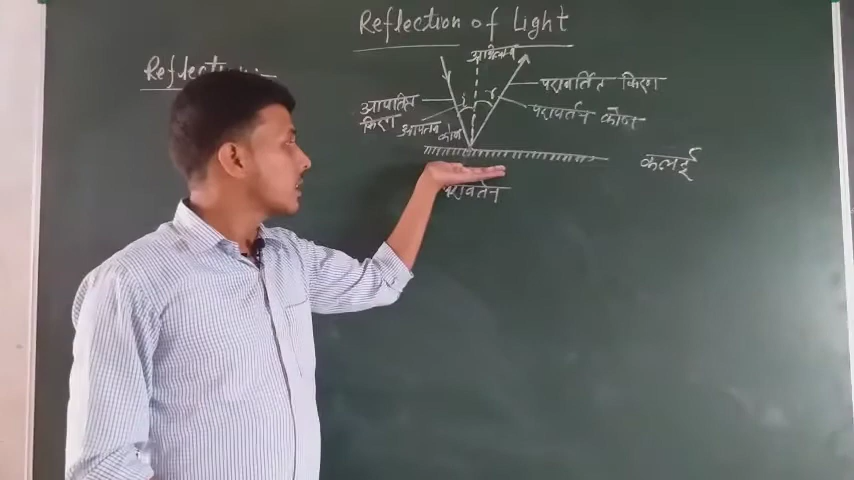 Reflection of Light
अभिलम्ब
i
r
परावर्तित किरण
आपतित
किरण
आपतन कोण
परावर्तन कोण
कलई
परावर्तन